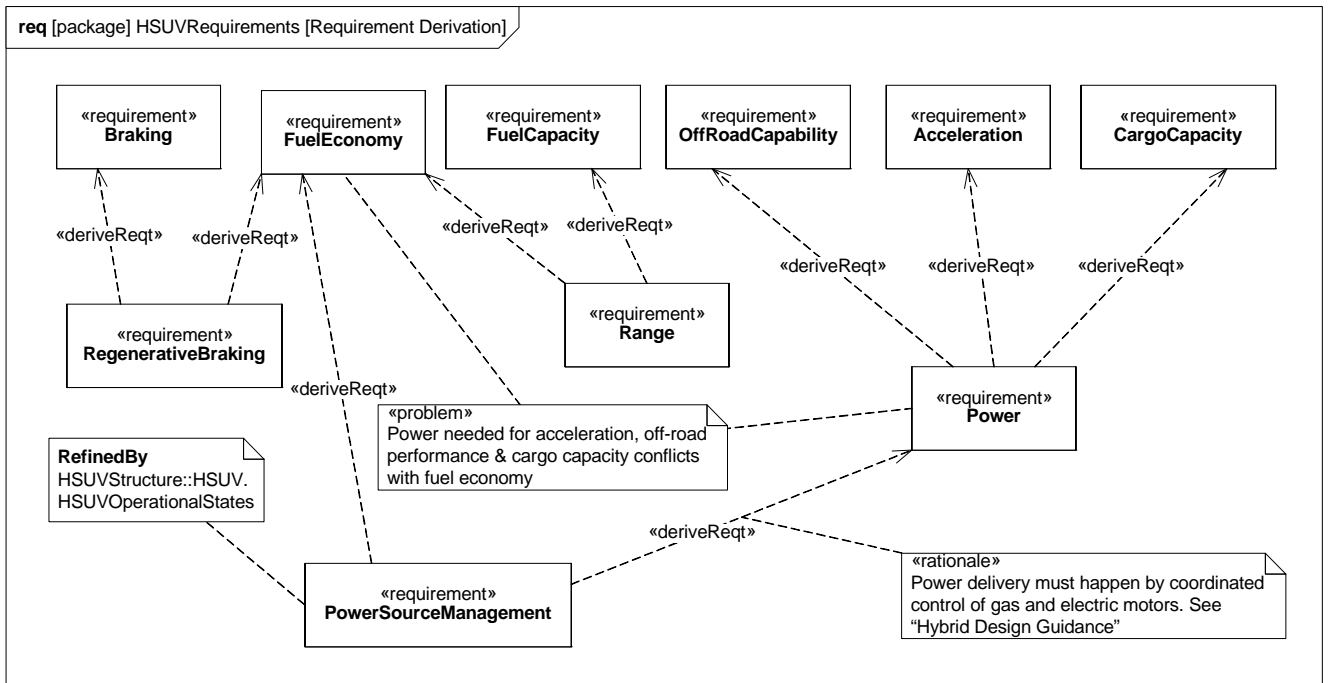 req [package] HSUVRequirements [Requirement Derivation]
«requirement»
Braking
«requirement»
FuelEconomy
«requirement»
FuelCapacity
«requirement»
OffRoadCapability
«requirement»
Acceleration
«requirement»
CargoCapacity
«deriveReqt»
«deriveReqt»
«deriveReqt»
«deriveReqt»
«deriveReqt»
«deriveReqt»
«deriveReqt»
«requirement»
RegenerativeBraking
«requirement»
Range
«deriveReqt»
«requirement»
Power
«problem»
Power needed for acceleration, off-road
performance & cargo capacity conflicts
with fuel economy
RefinedBy
HSUVStructure::HSUV.
HSUVOperationalStates
«deriveReqt»
«requirement»
PowerSourceManagement
«rationale»
Power delivery must happen by coordinated
control of gas and electric motors. See
“Hybrid Design Guidance”